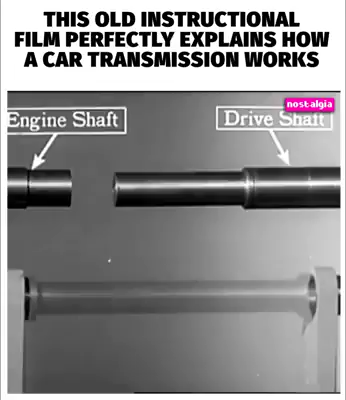 THIS OLD INSTRUCTIONAL
FILM PERFECTLY EXPLAINS HOW
A CAR TRANSMISSION WORKS
nostalgia
Engine Shaft
Drive Shaft